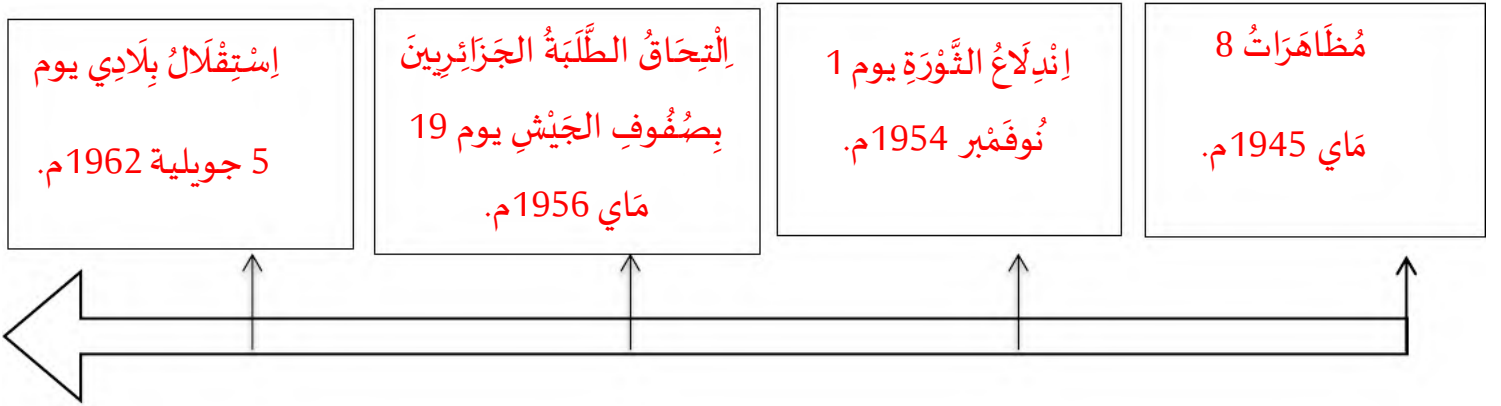 مُظَاهَرَاتُ 8
مَاي 1945م.
اِنْدِلَاعُ الثَّوْرَةِ يوم 1
نُوفَمْبر 1954م.
اِلْتِحَاقُ الطَّلَبَةُ الجَزَائِرِيينَ
بِصُفُوفِ الجَيْشِ يوم 19
مَاي 1956م.
اِسْتِقْلَالُ بِلَادِي يوم
5 جويلية 1962م.